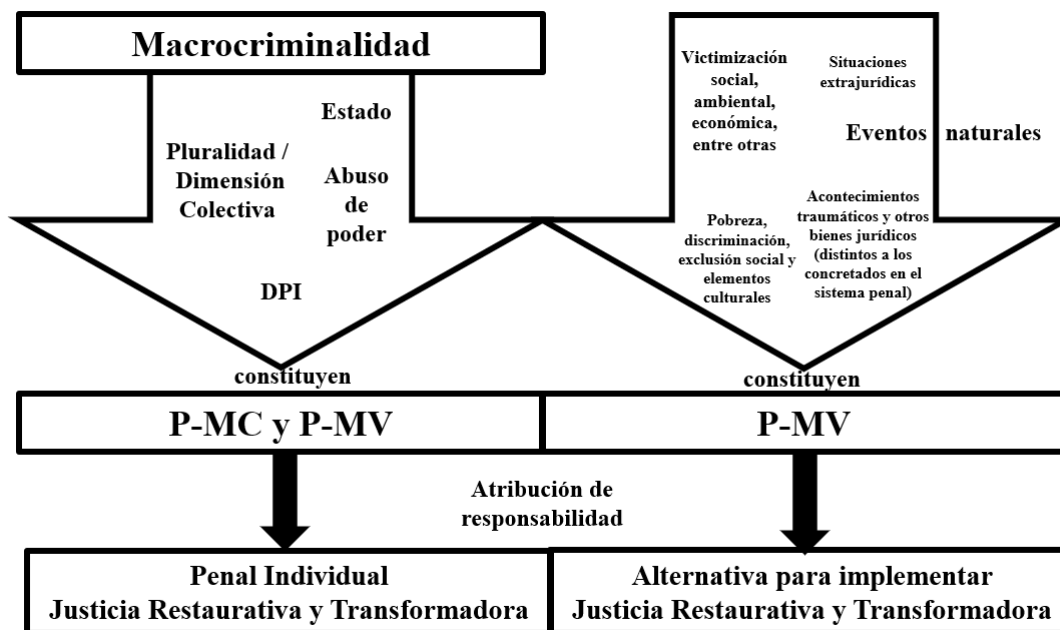 Macrocriminalidad
Estado
Pluralidad /
Dimensión
Colectiva
Abuso
de
poder
DPI
constituyen
P-MC y P-MV
Victimización
social,
ambiental,
económica,
entre otras
Situaciones
extrajurídicas
Eventos naturales
Pobreza,
discriminación,
exclusión social y
elementos
culturales
Acontecimientos
traumáticos y otros
bienes jurídicos
(distintos a los
concretados en el
sistema penal)
constituyen
P-MV
Atribución de
responsabilidad
Penal Individual
Justicia Restaurativa y Transformadora
Alternativa para implementar
Justicia Restaurativa y Transformadora